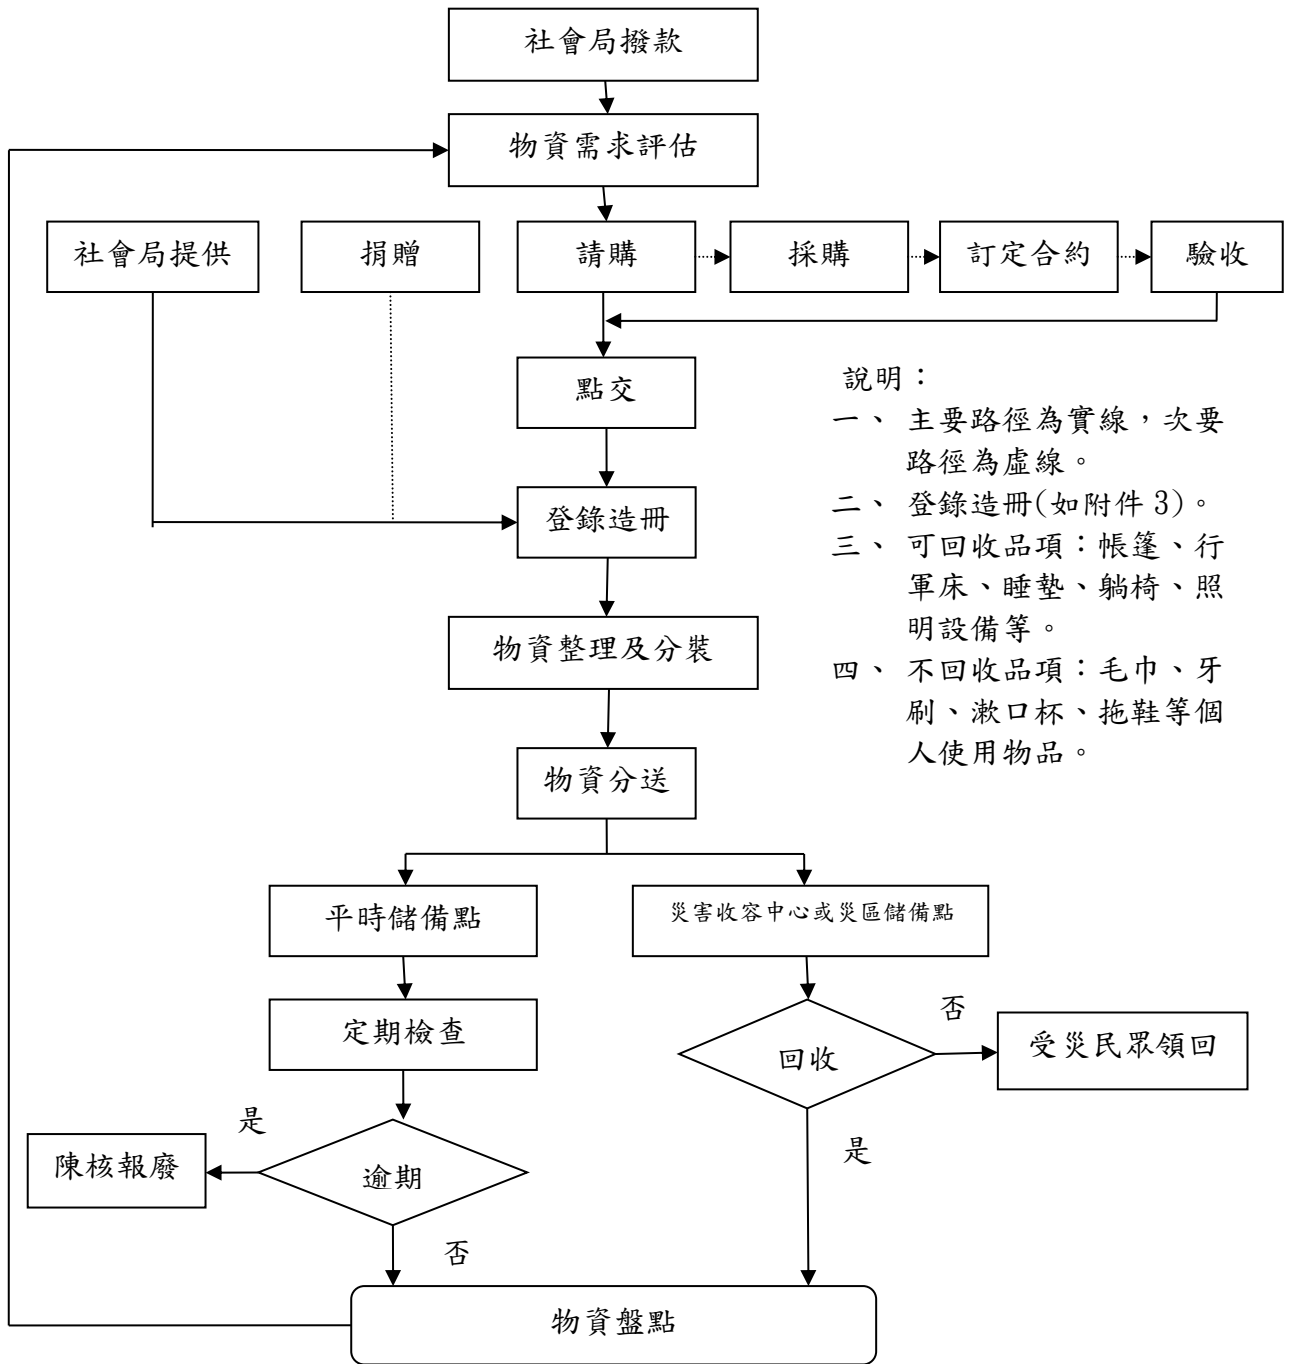 社會局撥款
物資需求評估
社會局提供
捐贈
請購
採購
訂定合約
驗收
點交
說明：
一、 主要路徑為實線，次要
路徑為虛線。
二、 登錄造冊(如附件 3)。
三、 可回收品項：帳篷、行
軍床、睡墊、躺椅、照
明設備等。
四、 不回收品項：毛巾、牙
刷、漱口杯、拖鞋等個
人使用物品。
登錄造冊
物資整理及分裝
物資分送
平時儲備點
災害收容中心或災區儲備點
定期檢查
回收
否
受災民眾領回
是
陳核報廢
逾期
是
否
物資盤點